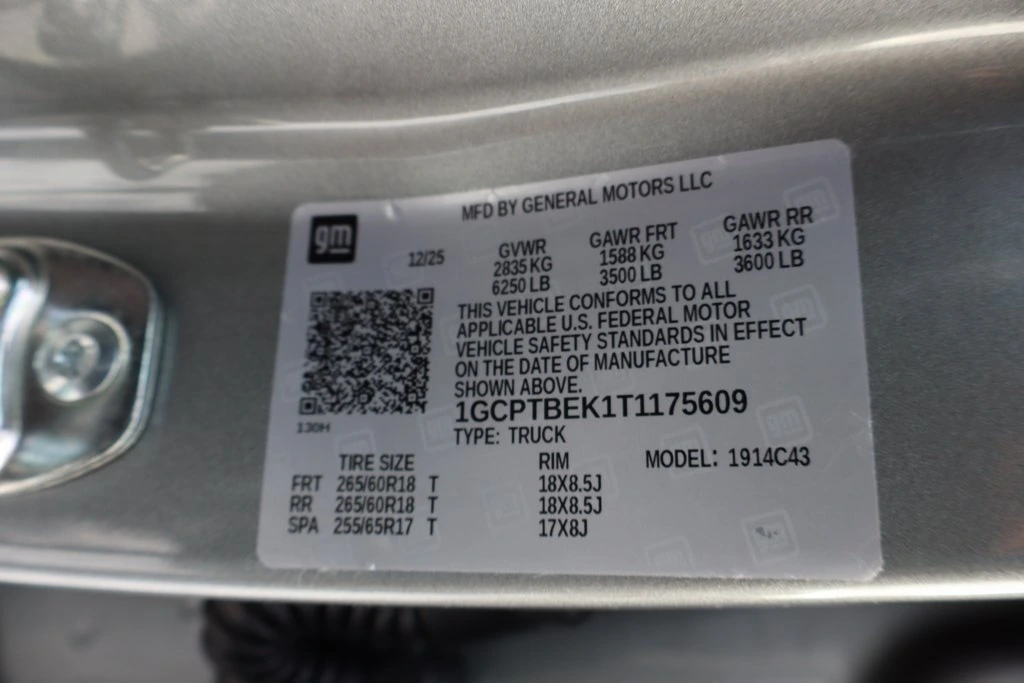 gm
MFD BY GENERAL MOTORS LLC
12/25
GVWR GAWR FRT GAWR RR
2835 KG 1588 KG 1633 KG
6250 LB 3500 LB 3600 LB
THIS VEHICLE CONFORMS TO ALL
APPLICABLE U.S. FEDERAL MOTOR
VEHICLE SAFETY STANDARDS IN EFFECT
ON THE DATE OF MANUFACTURE
SHOWN ABOVE.
1GCPTBEK1T1175609
130H
TYPE: TRUCK
MODEL: 1914C43
TIRE SIZE RIM
FRT 265/60R18 T 18X8.5J
RR 265/60R18 T 18X8.5J
SPA 255/65R17 T 17X8J